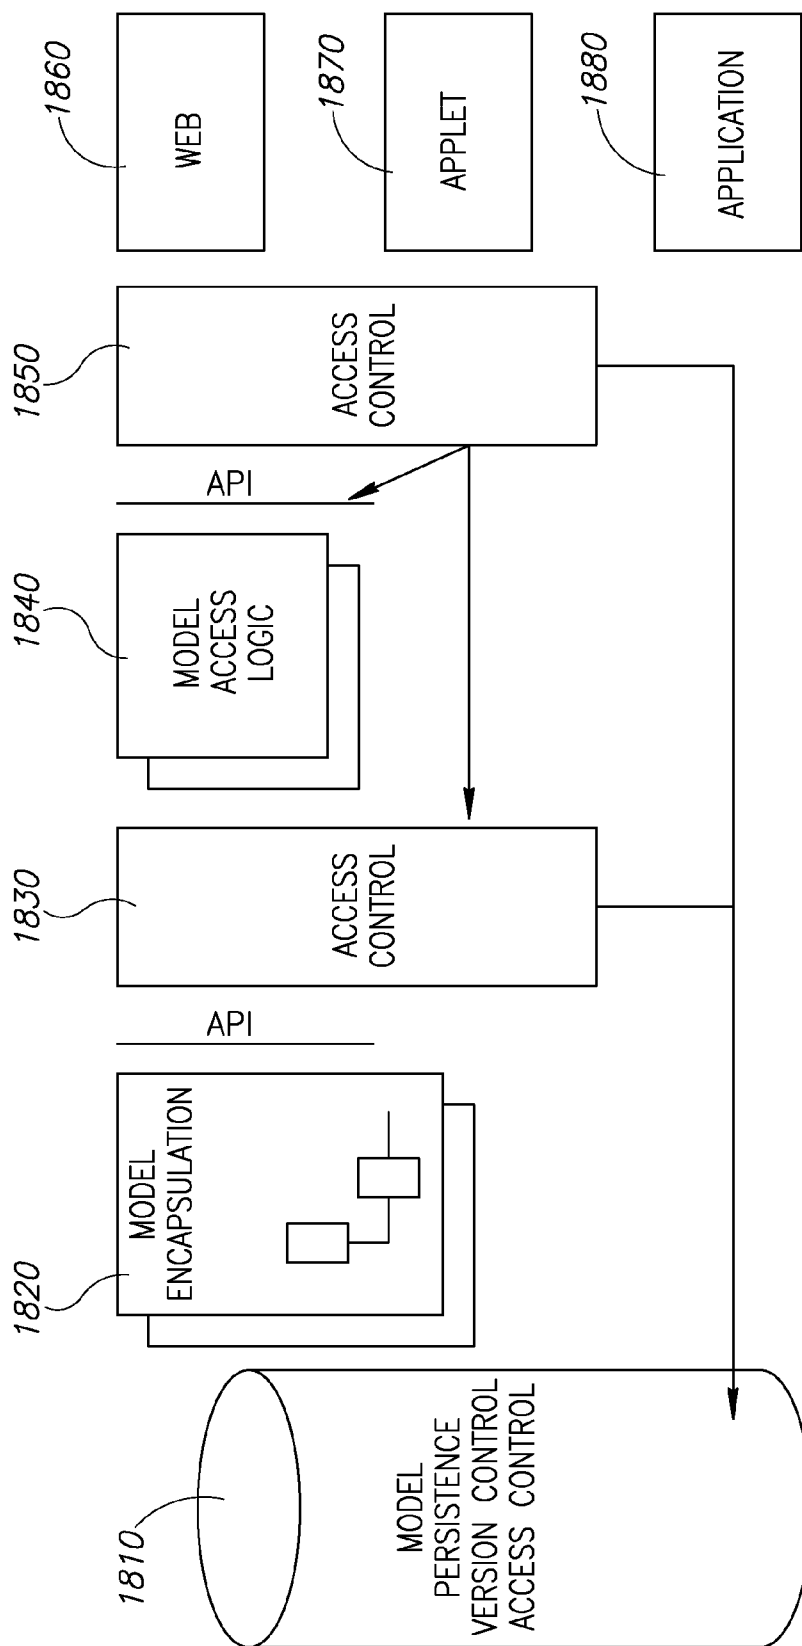 1810
MODEL
PERSISTENCE
VERSION CONTROL
ACCESS CONTROL
1820
MODEL
ENCAPSULATION
API
1830
ACCESS
CONTROL
1840
MODEL
ACCESS
LOGIC
API
1850
ACCESS
CONTROL
1860
WEB
1870
APPLET
1880
APPLICATION